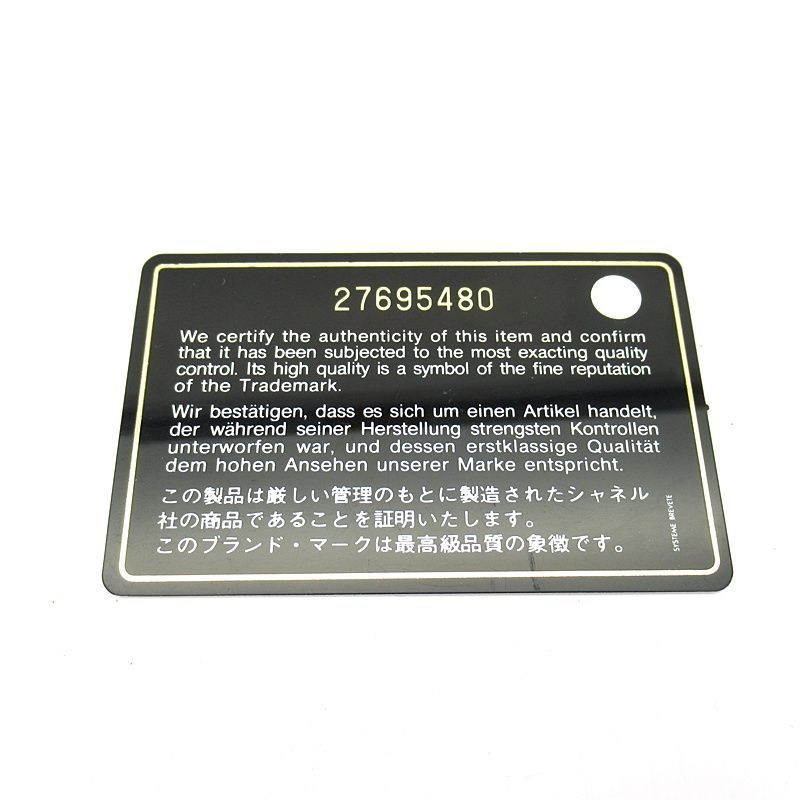 27695480
We certify the authenticity of this item and confirm
that it has been subjected to the most exacting quality
control. Its high quality is a symbol of the fine reputation
of the Trademark.
Wir bestätigen, dass es sich um einen Artikel handelt,
der während seiner Herstellung strengsten Kontrollen
unterworfen war, und dessen erstklassige Qualität
dem hohen Ansehen unserer Marke entspricht.
この製品は厳しい管理のもとに製造されたシャネル
社の商品であることを証明いたします。
このブランド・マークは最高級品質の象徴です。
SYSTEME BREVETE